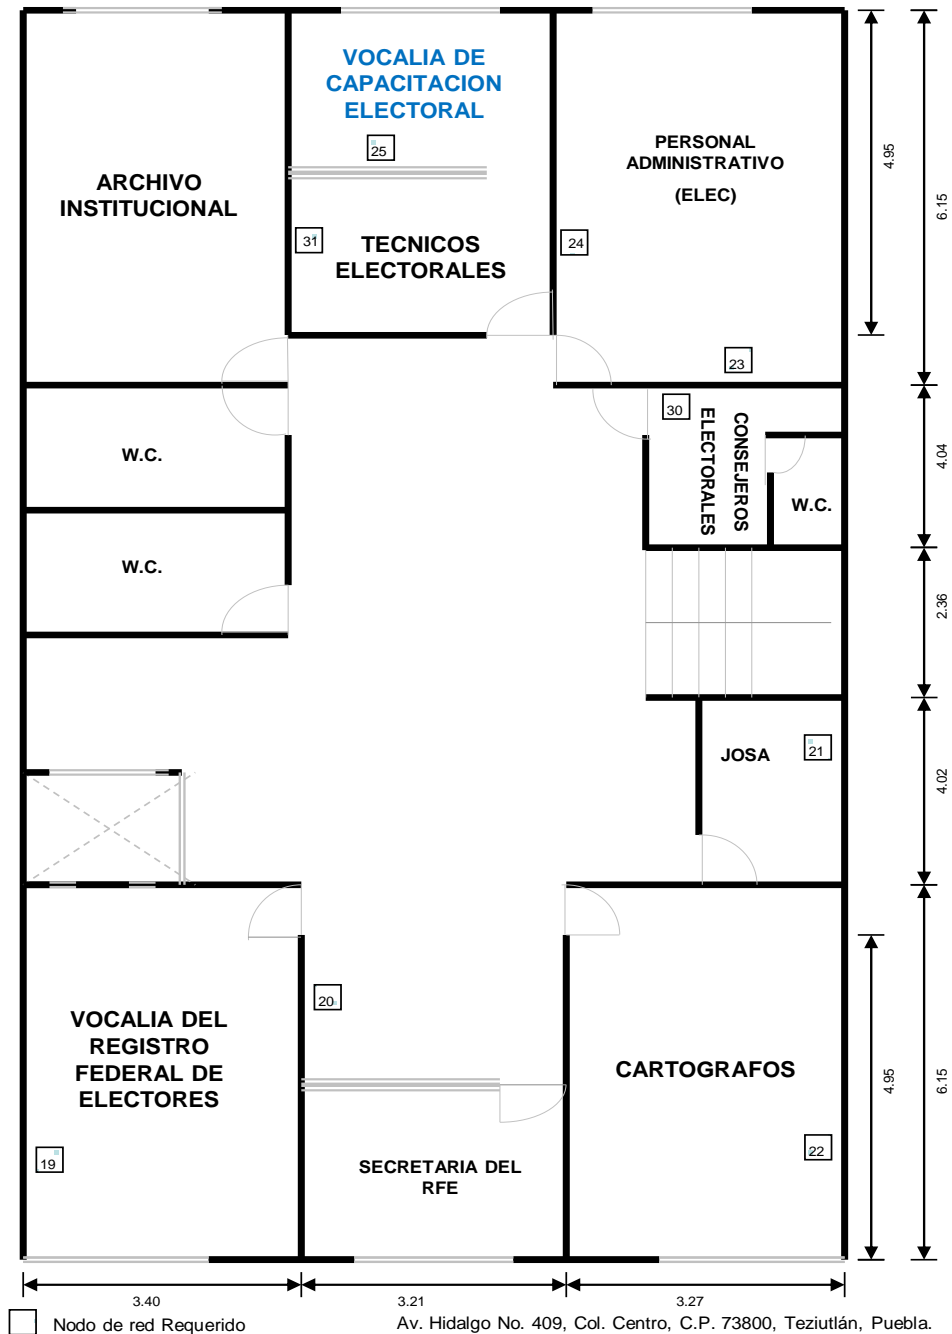 VOCALIA DE
CAPACITACION
ELECTORAL
25
PERSONAL
ADMINISTRATIVO
(ELEC)
ARCHIVO
INSTITUCIONAL
31
TECNICOS
ELECTORALES
24
23
4.95
6.15
30
CONSEJEROS
ELECTORALES
W.C.
W.C.
W.C.
4.04
2.36
JOSA
21
4.02
20
VOCALIA DEL
REGISTRO
FEDERAL DE
ELECTORES
19
CARTOGRAFOS
22
SECRETARIA DEL
RFE
4.95
6.15
3.40
3.21
3.27
Nodo de red Requerido
Av. Hidalgo No. 409, Col. Centro, C.P. 73800, Teziutlán, Puebla.